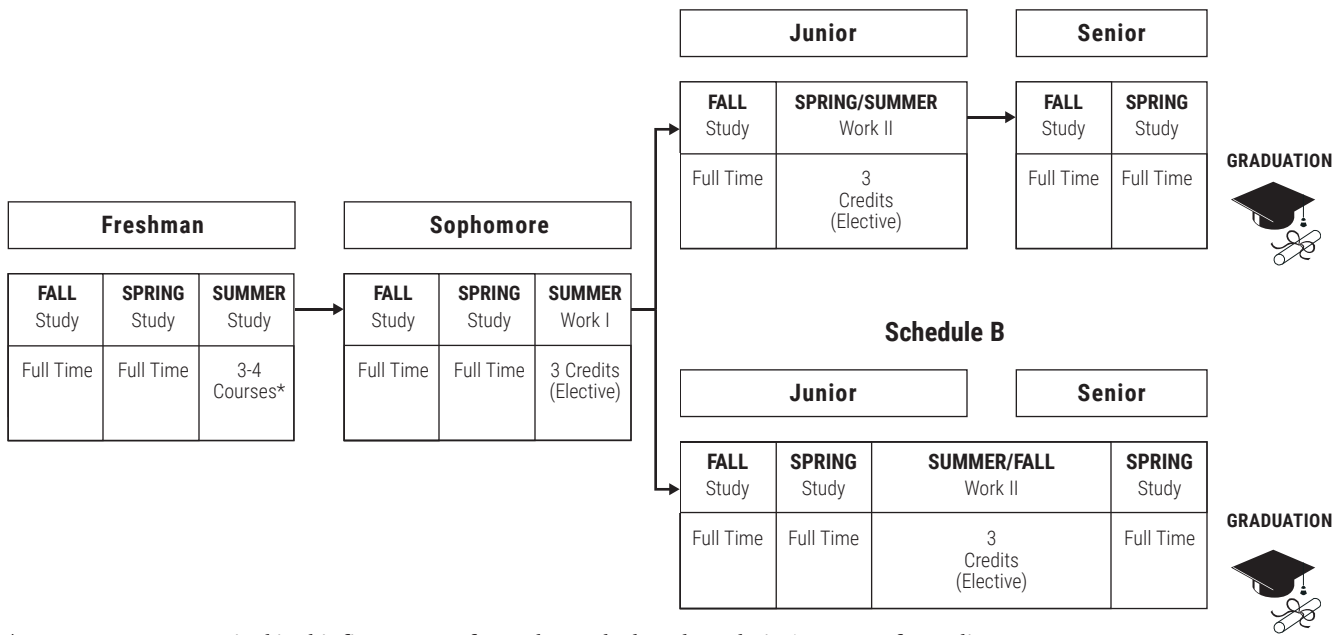 Junior
Senior
FALL
Study
SPRING/SUMMER
Work II
FALL
Study
SPRING
Study
Full Time
3
Credits
(Elective)
Full Time
Full Time
GRADUATION
Freshman
Sophomore
FALL
Study
SPRING
Study
SUMMER
Study
FALL
Study
SPRING
Study
SUMMER
Work I
Full Time
Full Time
3-4
Courses*
Full Time
Full Time
3 Credits
(Elective)
Schedule B
Junior
Senior
FALL
Study
SPRING
Study
SUMMER/FALL
Work II
SPRING
Study
Full Time
Full Time
3
Credits
(Elective)
Full Time
GRADUATION